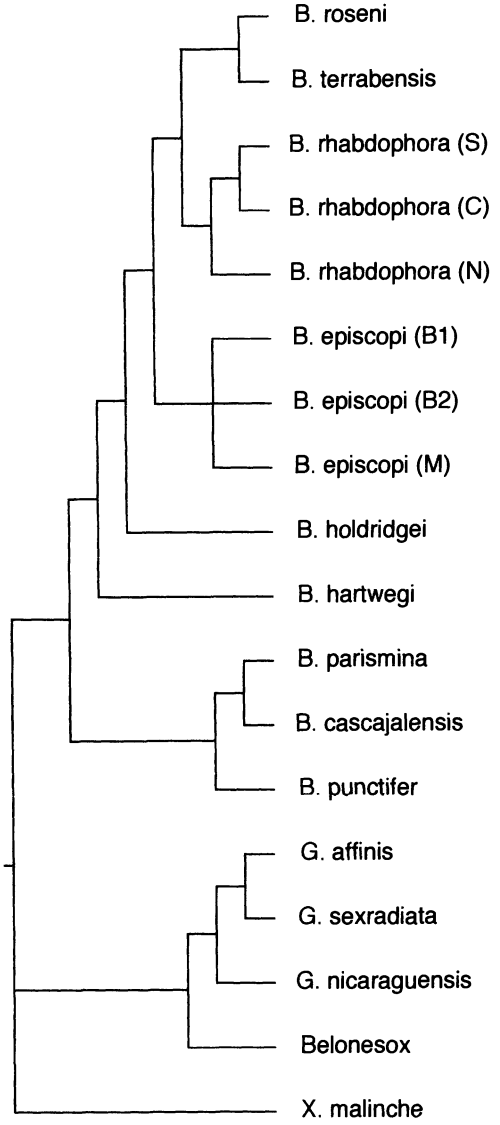 B. roseni
B. terrabensis
B. rhabdophora (S)
B. rhabdophora (C)
B. rhabdophora (N)
B. episcopi (B1)
B. episcopi (B2)
B. episcopi (M)
B. holdridgei
B. hartwegi
B. parismina
B. cascajalensis
B. punctifer
G. affinis
G. sexradiata
G. nicaraguensis
Belonesox
X. malinche